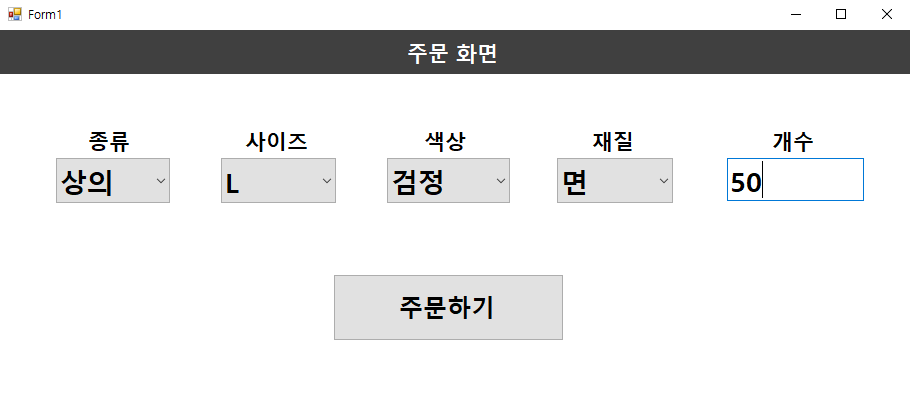 Form1
주문 화면
종류 사이즈 색상 재질 개수
상의 L 검정 면 50
주문하기